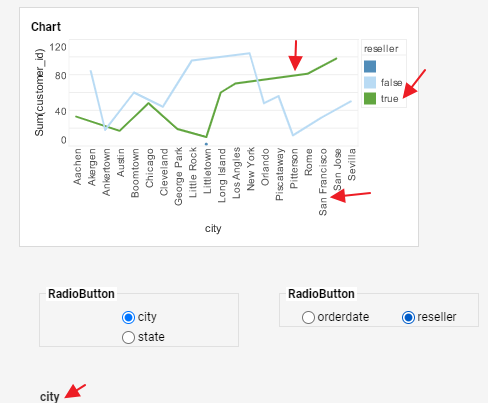 Chart
Sum(customer_id)
120
80
40
0
Aachen
Akergen
Ankertown
Austin
Boomtown
Chicago
Cleveland
George Park
Little Rock
Littletown
Long Island
Los Angles
New York
Orlando
Piscataway
Pitterson
Rome
San Francisco
San Jose
Sevilla
city
reseller
false
true
RadioButton
city
state
RadioButton
orderdate
reseller
city